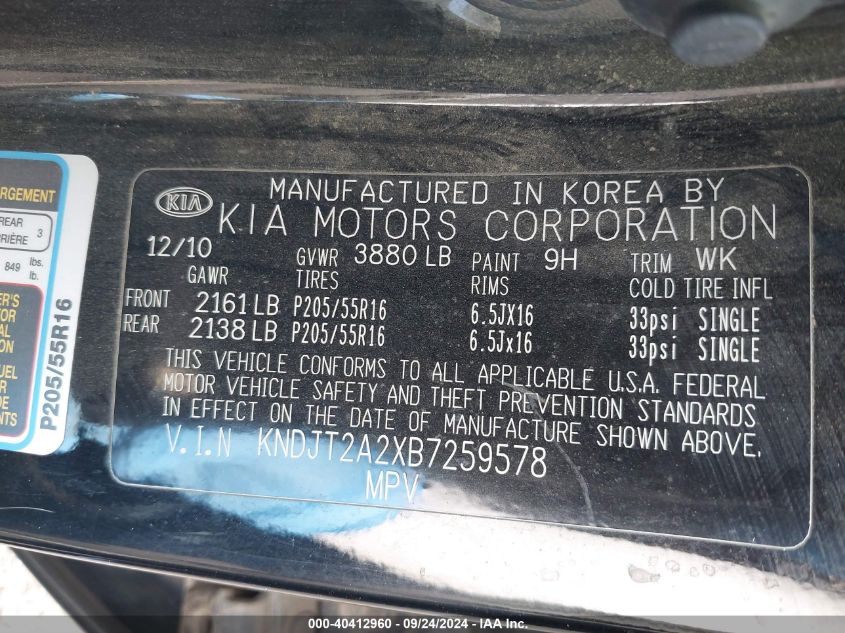 ARGEMENT
REAR
3
849
lbs.
lb.
P205/55R16
KIA
MANUFACTURED IN KOREA BY
KIA MOTORS CORPORATION
12/10 GVWR 3880 LB PAINT 9H TRIM WK
GAWR TIRES RIMS COLD TIRE INFL
FRONT 2161 LB P205/55R16 6.5JX16 33psi SINGLE
REAR 2138 LB P205/55R16 6.5Jx16 33psi SINGLE
THIS VEHICLE CONFORMS TO ALL APPLICABLE U.S.A. FEDERAL
MOTOR VEHICLE SAFETY AND THEFT PREVENTION STANDARDS
IN EFFECT ON THE DATE OF MANUFACTURE SHOWN ABOVE.
V.I.N KNDJT2A2XB7259578
MPV
000-40412960 - 09/24/2024 - IAA Inc.